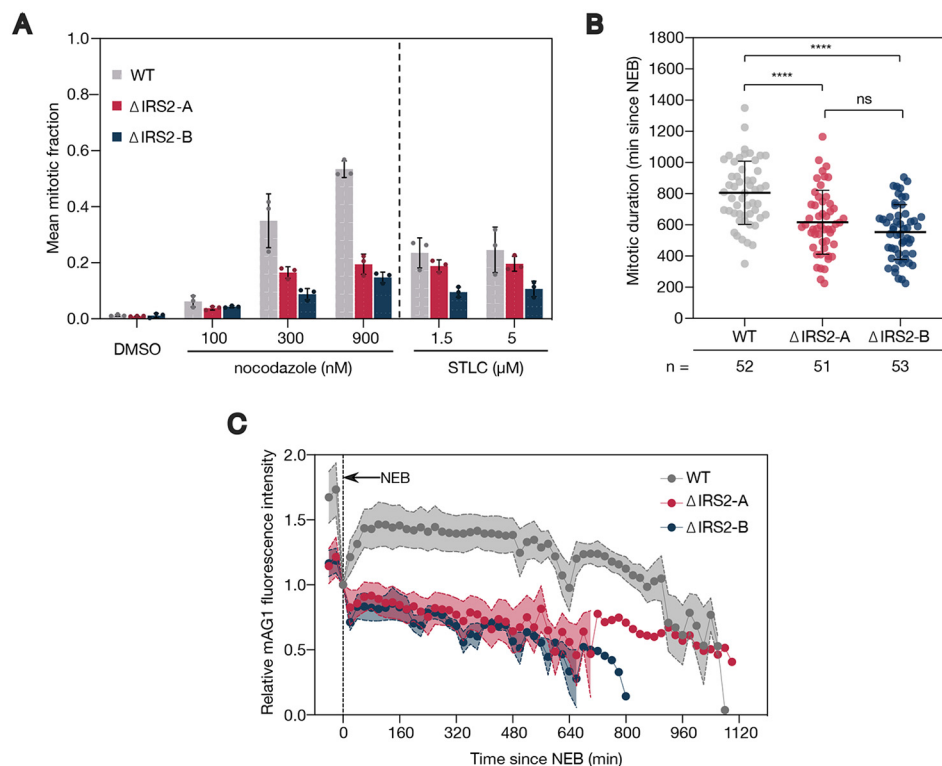 A
Mean mitotic fraction
1.0
0.8
0.6
0.4
0.2
0.0
WT
ΔIRS2-A
ΔIRS2-B
DMSO
100 300 900 1.5 5
nocodazole (nM) STLC (µM)
B
Mitotic duration (min since NEB)
1800
1600
1400
1200
1000
800
600
400
200
0
****
****
ns
WT ΔIRS2-A ΔIRS2-B
n = 52 51 53
C
Relative mAG1 fluorescence intensity
2.0
1.5
1.0
0.5
0.0
NEB
WT
ΔIRS2-A
ΔIRS2-B
0 160 320 480 640 800 960 1120
Time since NEB (min)